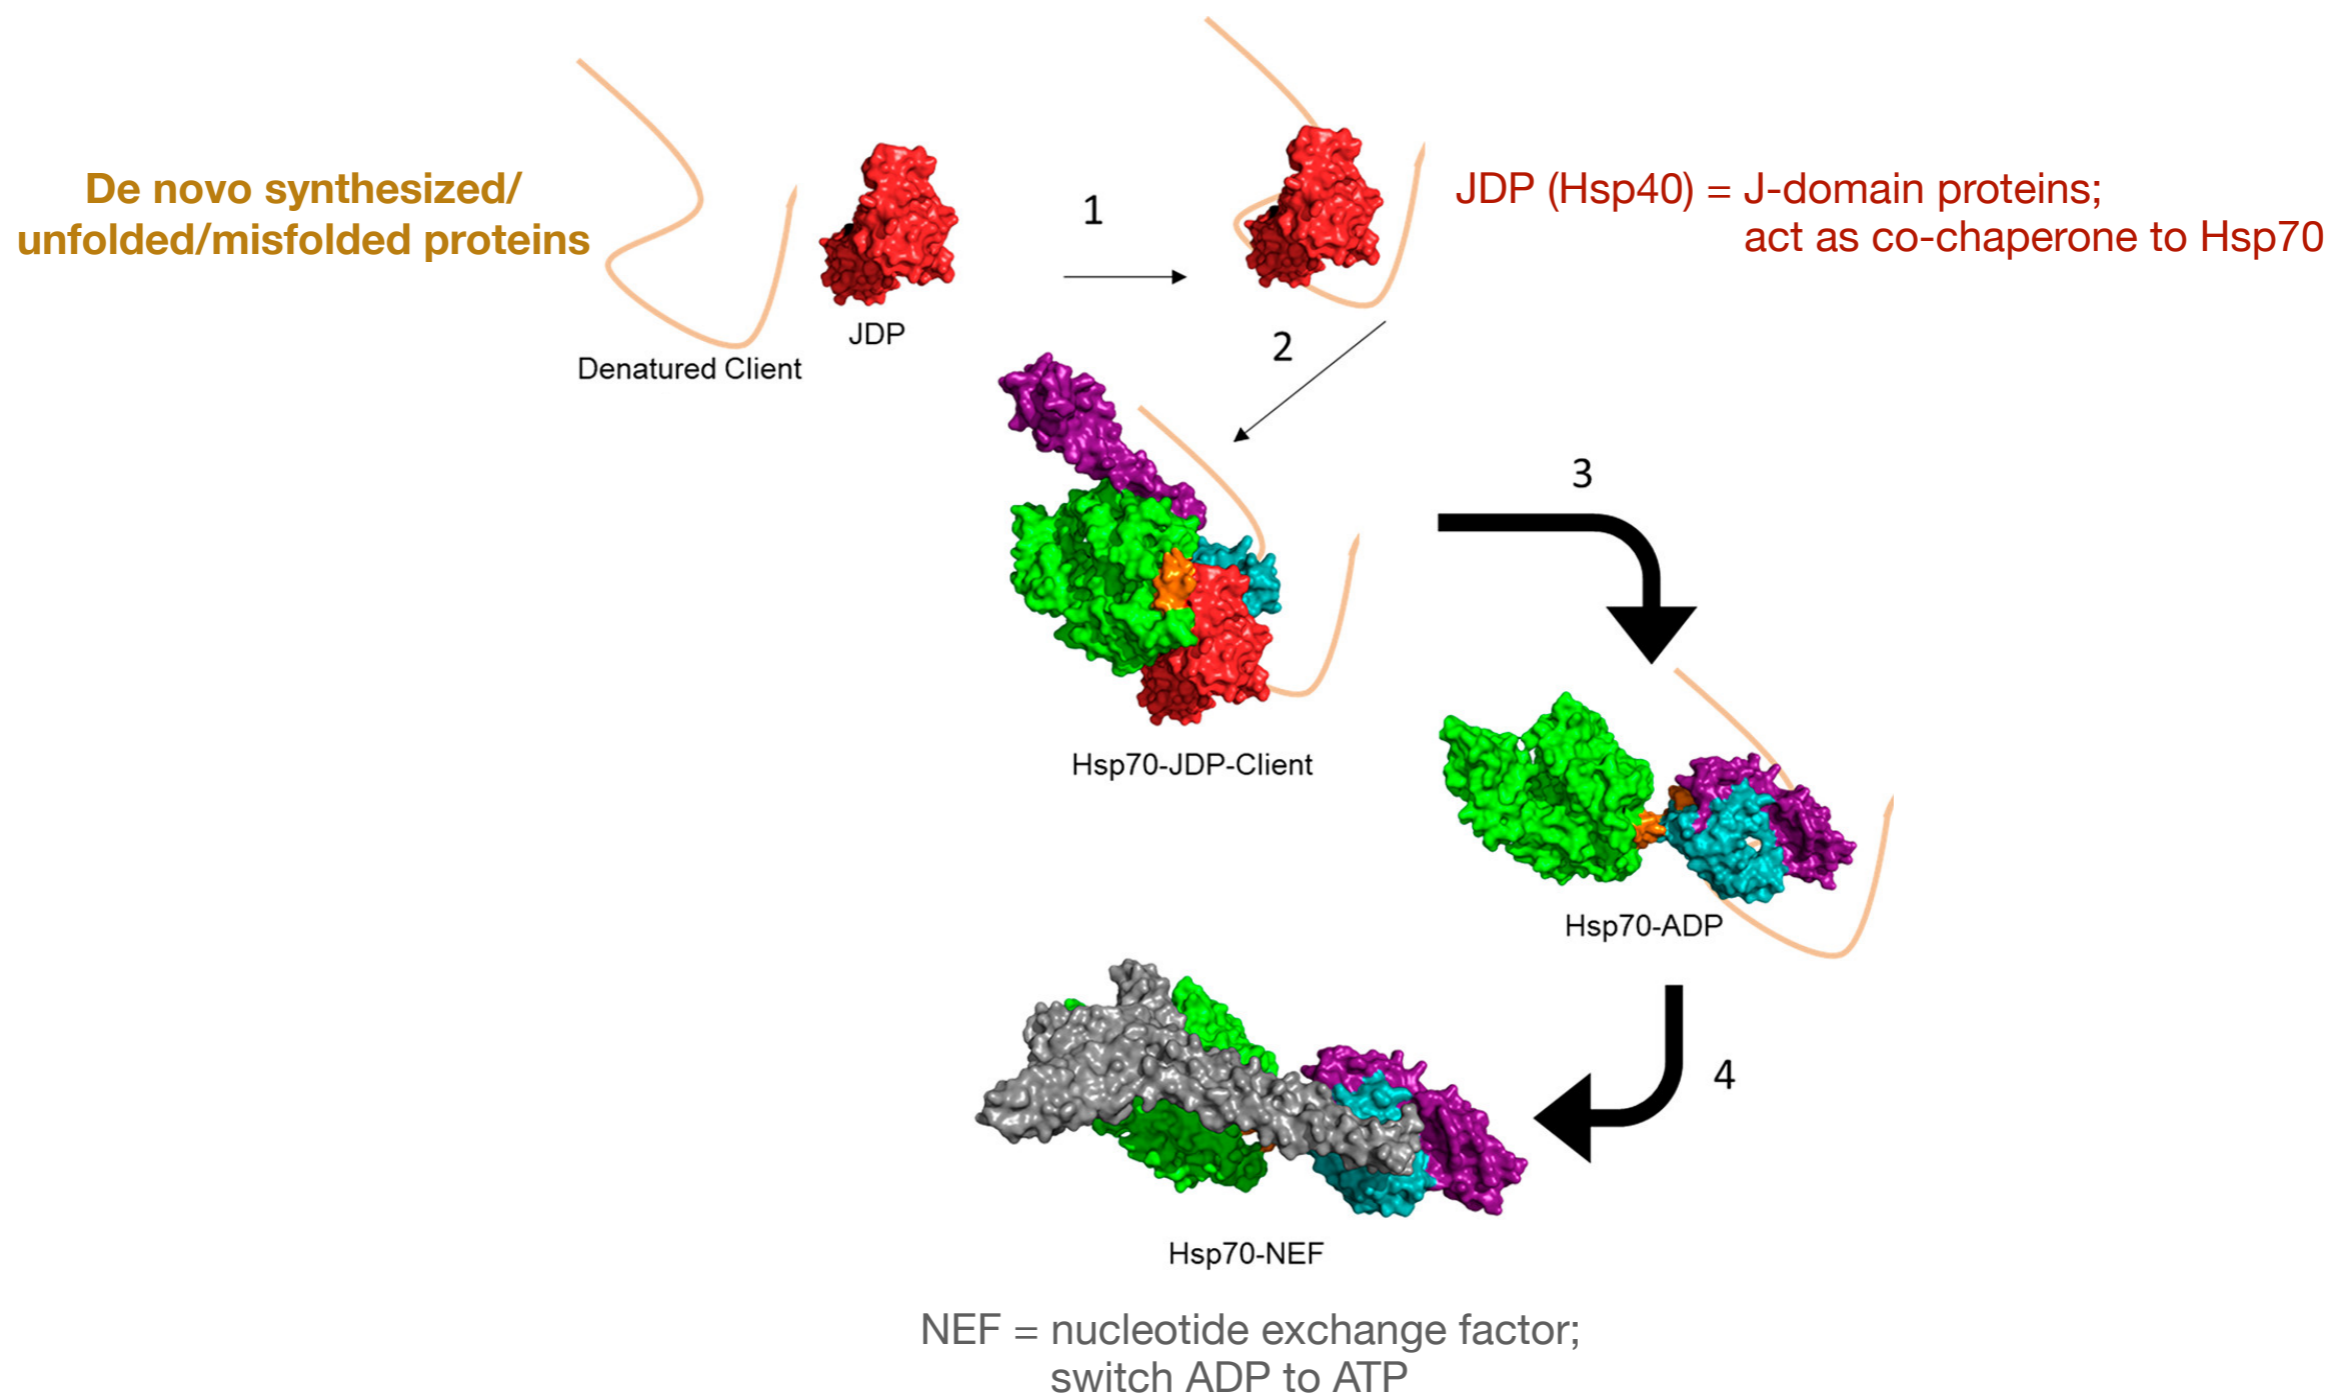 De novo synthesized/
unfolded/misfolded proteins
Denatured Client
JDP
1
JDP (Hsp40) = J-domain proteins;
act as co-chaperone to Hsp70
2
Hsp70-JDP-Client
3
Hsp70-ADP
4
Hsp70-NEF
NEF = nucleotide exchange factor;
switch ADP to ATP